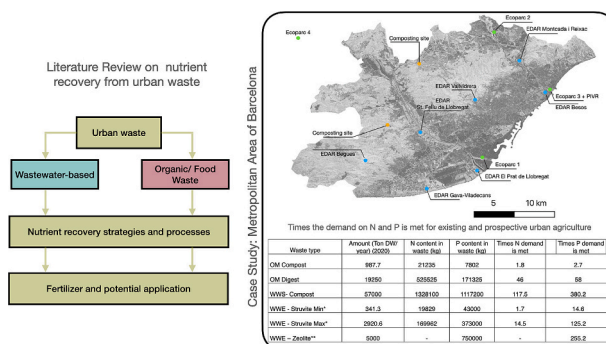 Literature Review on nutrient
recovery from urban waste
Urban waste
Wastewater-based
Organic/ Food
Waste
Nutrient recovery strategies and processes
Fertilizer and potential application
Case Study: Metropolitan Area of Barcelona
Ecoparc 4
Ecoparc 2
Composting site
EDAR Montcada i Reixac
EDAR Vallvidrera
Ecoparc 3 + PIVR
EDAR
St. Feliu de Llobregat
EDAR Besos
Composting site
EDAR Begues
Ecoparc 1
EDAR El Prat de Llobregat
EDAR Gava-Viladecans
5 10 km
Times the demand on N and P is met for existing and prospective urban agriculture
Waste type Amount (Ton DW/ year) (2020) N content in waste (kg) P content in waste (kg) Times N demand is met Times P demand is met
OM Compost 987.7 21235 7802 1.8 2.7
OM Digest 19250 525525 171325 46 58
WWS- Compost 57000 1328100 1117200 117.5 380.2
WWE - Struvite Min* 341.3 19829 43000 1.7 14.6
WWE - Struvite Max* 2920.6 169962 373000 14.5 125.2
WWE – Zeolite** 5000 - 750000 - 255.2